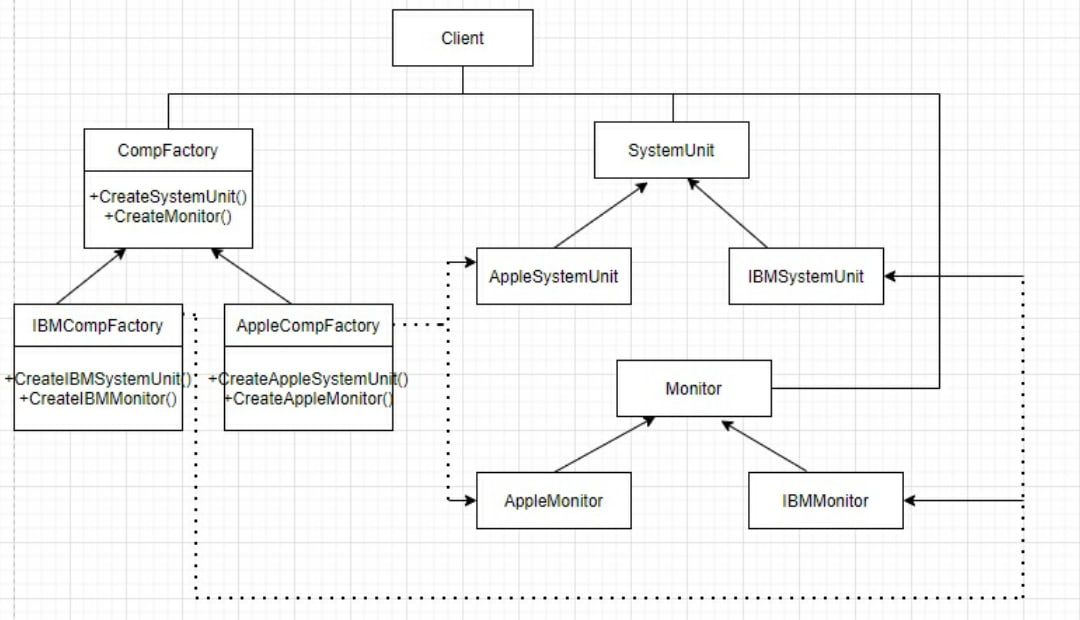 Client
CompFactory
+CreateSystemUnit()
+CreateMonitor()
SystemUnit
AppleSystemUnit
IBMSystemUnit
IBMCompFactory
+CreateIBMSystemUnit()
+CreateIBMMonitor()
AppleCompFactory
+CreateAppleSystemUnit()
+CreateAppleMonitor()
Monitor
AppleMonitor
IBMMonitor